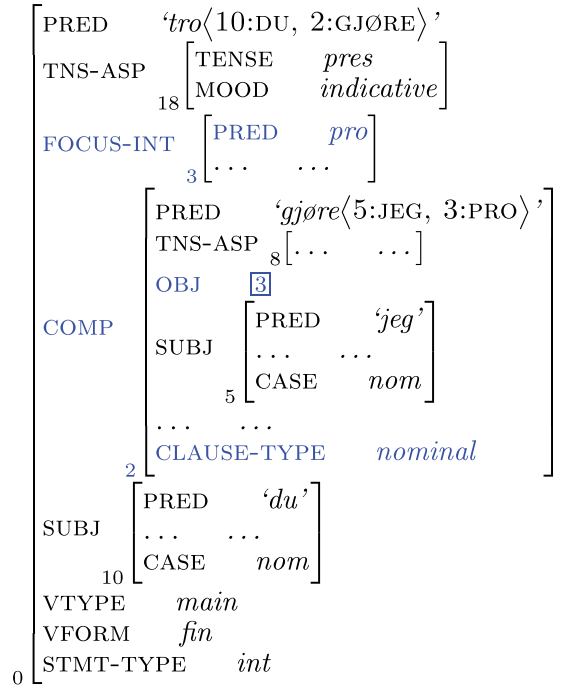 PRED ‘tro⟨10:DU, 2:GJØRE⟩’
TNS-ASP 18 TENSE pres
MOOD indicative
FOCUS-INT 3 PRED pro
... ...
COMP 2 PRED ‘gjøre⟨5:JEG, 3:PRO⟩’
TNS-ASP 8[... ...]
OBJ 3
SUBJ 5 PRED ‘jeg’
... ...
CASE nom
... ...
CLAUSE-TYPE nominal
SUBJ 10 PRED ‘du’
... ...
CASE nom
VTYPE main
VFORM fin
0 STMT-TYPE int